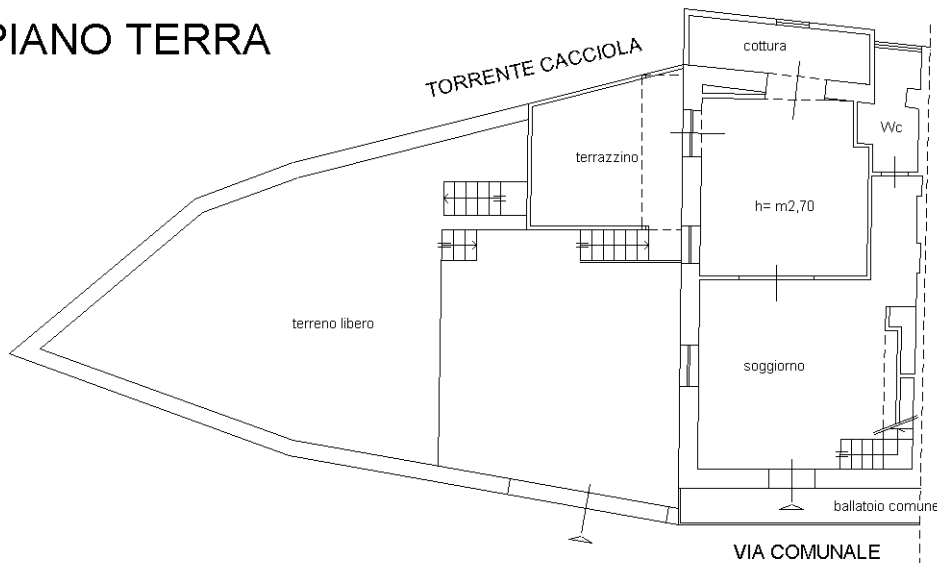 PIANO TERRA
TORRENTE CACCIOLA
cottura
Wc
terrazzino
h= m2,70
terreno libero
soggiorno
ballatoio comune
VIA COMUNALE